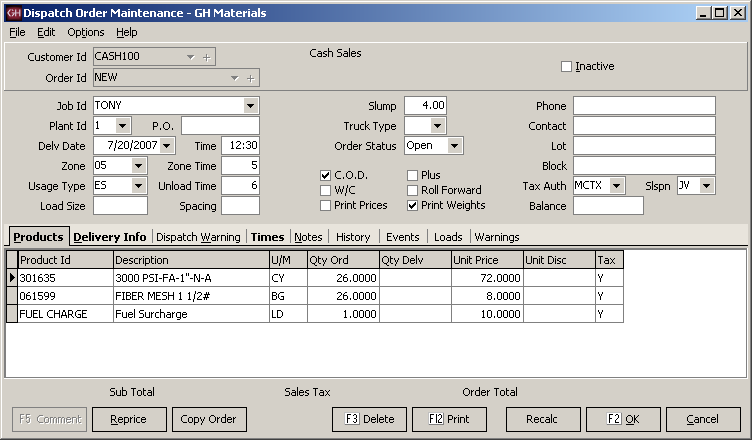 GH Dispatch Order Maintenance - GH Materials
File Edit Options Help
Customer Id CASH100 Cash Sales
Order Id NEW
Inactive
Job Id TONY Slump 4.00 Phone
Plant Id 1 P.O. Truck Type Contact
Delv Date 7/20/2007 Time 12:30 Order Status Open Lot
Zone 05 Zone Time 5 Block
Usage Type ES Unload Time 6 C.O.D. Plus Tax Auth MCTX Slspn JV
W/C Roll Forward
Load Size Spacing Print Prices Print Weights Balance
Products Delivery Info Dispatch Warning Times Notes History Events Loads Warnings
Product Id Description U/M Qty Ord Qty Delv Unit Price Unit Disc Tax
301635 3000 PSI-FA-1"-N-A CY 26.0000 72.0000 Y
061599 FIBER MESH 1 1/2# BG 26.0000 8.0000 Y
FUEL CHARGE Fuel Surcharge LD 1.0000 10.0000 Y
Sub Total Sales Tax Order Total
F5 Comment Reprice Copy Order F3 Delete F12 Print Recalc F2 OK Cancel